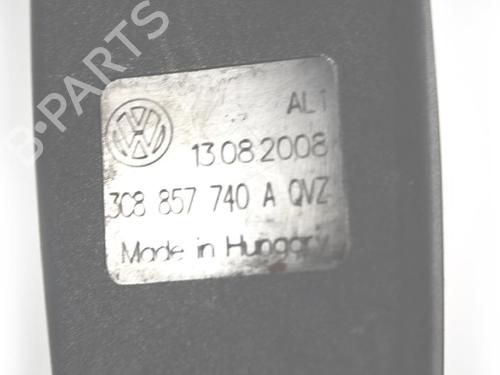 B-PARTS
AL1
13.08.2008
3C8 857 740 A QVZ
Made in Hungary